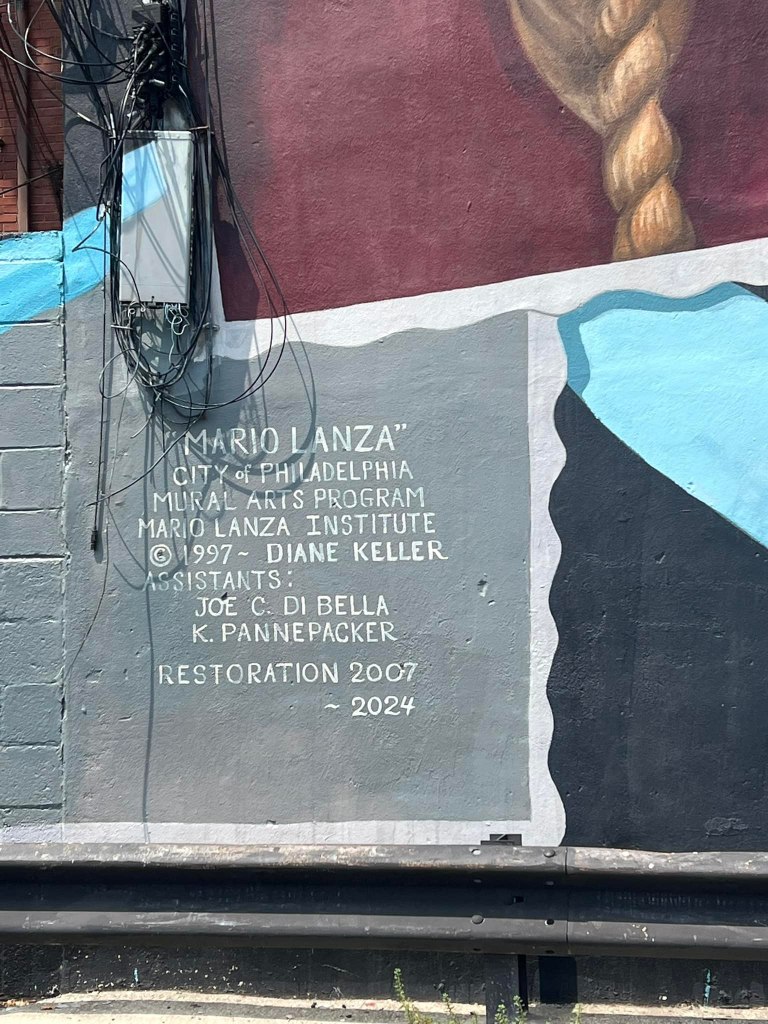 "MARIO LANZA"
CITY of PHILADELPHIA
MURAL ARTS PROGRAM
MARIO LANZA INSTITUTE
© 1997~ DIANE KELLER
ASSISTANTS:
JOE C. DI BELLA
K. PANNEPACKER
RESTORATION 2007
~ 2024